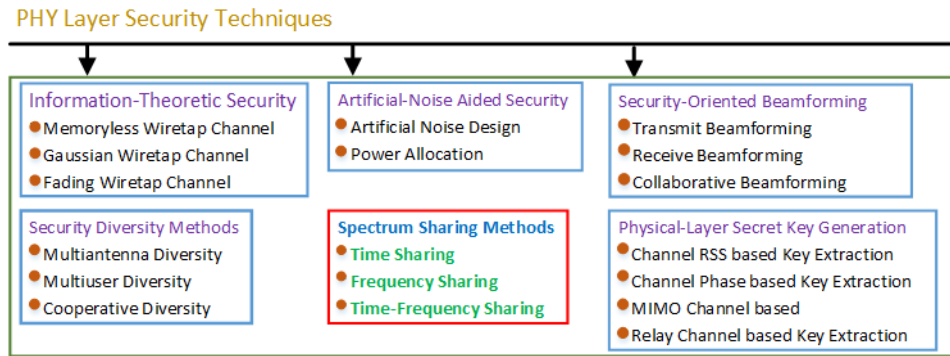 PHY Layer Security Techniques
Information-Theoretic Security
Memoryless Wiretap Channel
Gaussian Wiretap Channel
Fading Wiretap Channel
Artificial-Noise Aided Security
Artificial Noise Design
Power Allocation
Security-Oriented Beamforming
Transmit Beamforming
Receive Beamforming
Collaborative Beamforming
Security Diversity Methods
Multiantenna Diversity
Multiuser Diversity
Cooperative Diversity
Spectrum Sharing Methods
Time Sharing
Frequency Sharing
Time-Frequency Sharing
Physical-Layer Secret Key Generation
Channel RSS based Key Extraction
Channel Phase based Key Extraction
MIMO Channel based
Relay Channel based Key Extraction